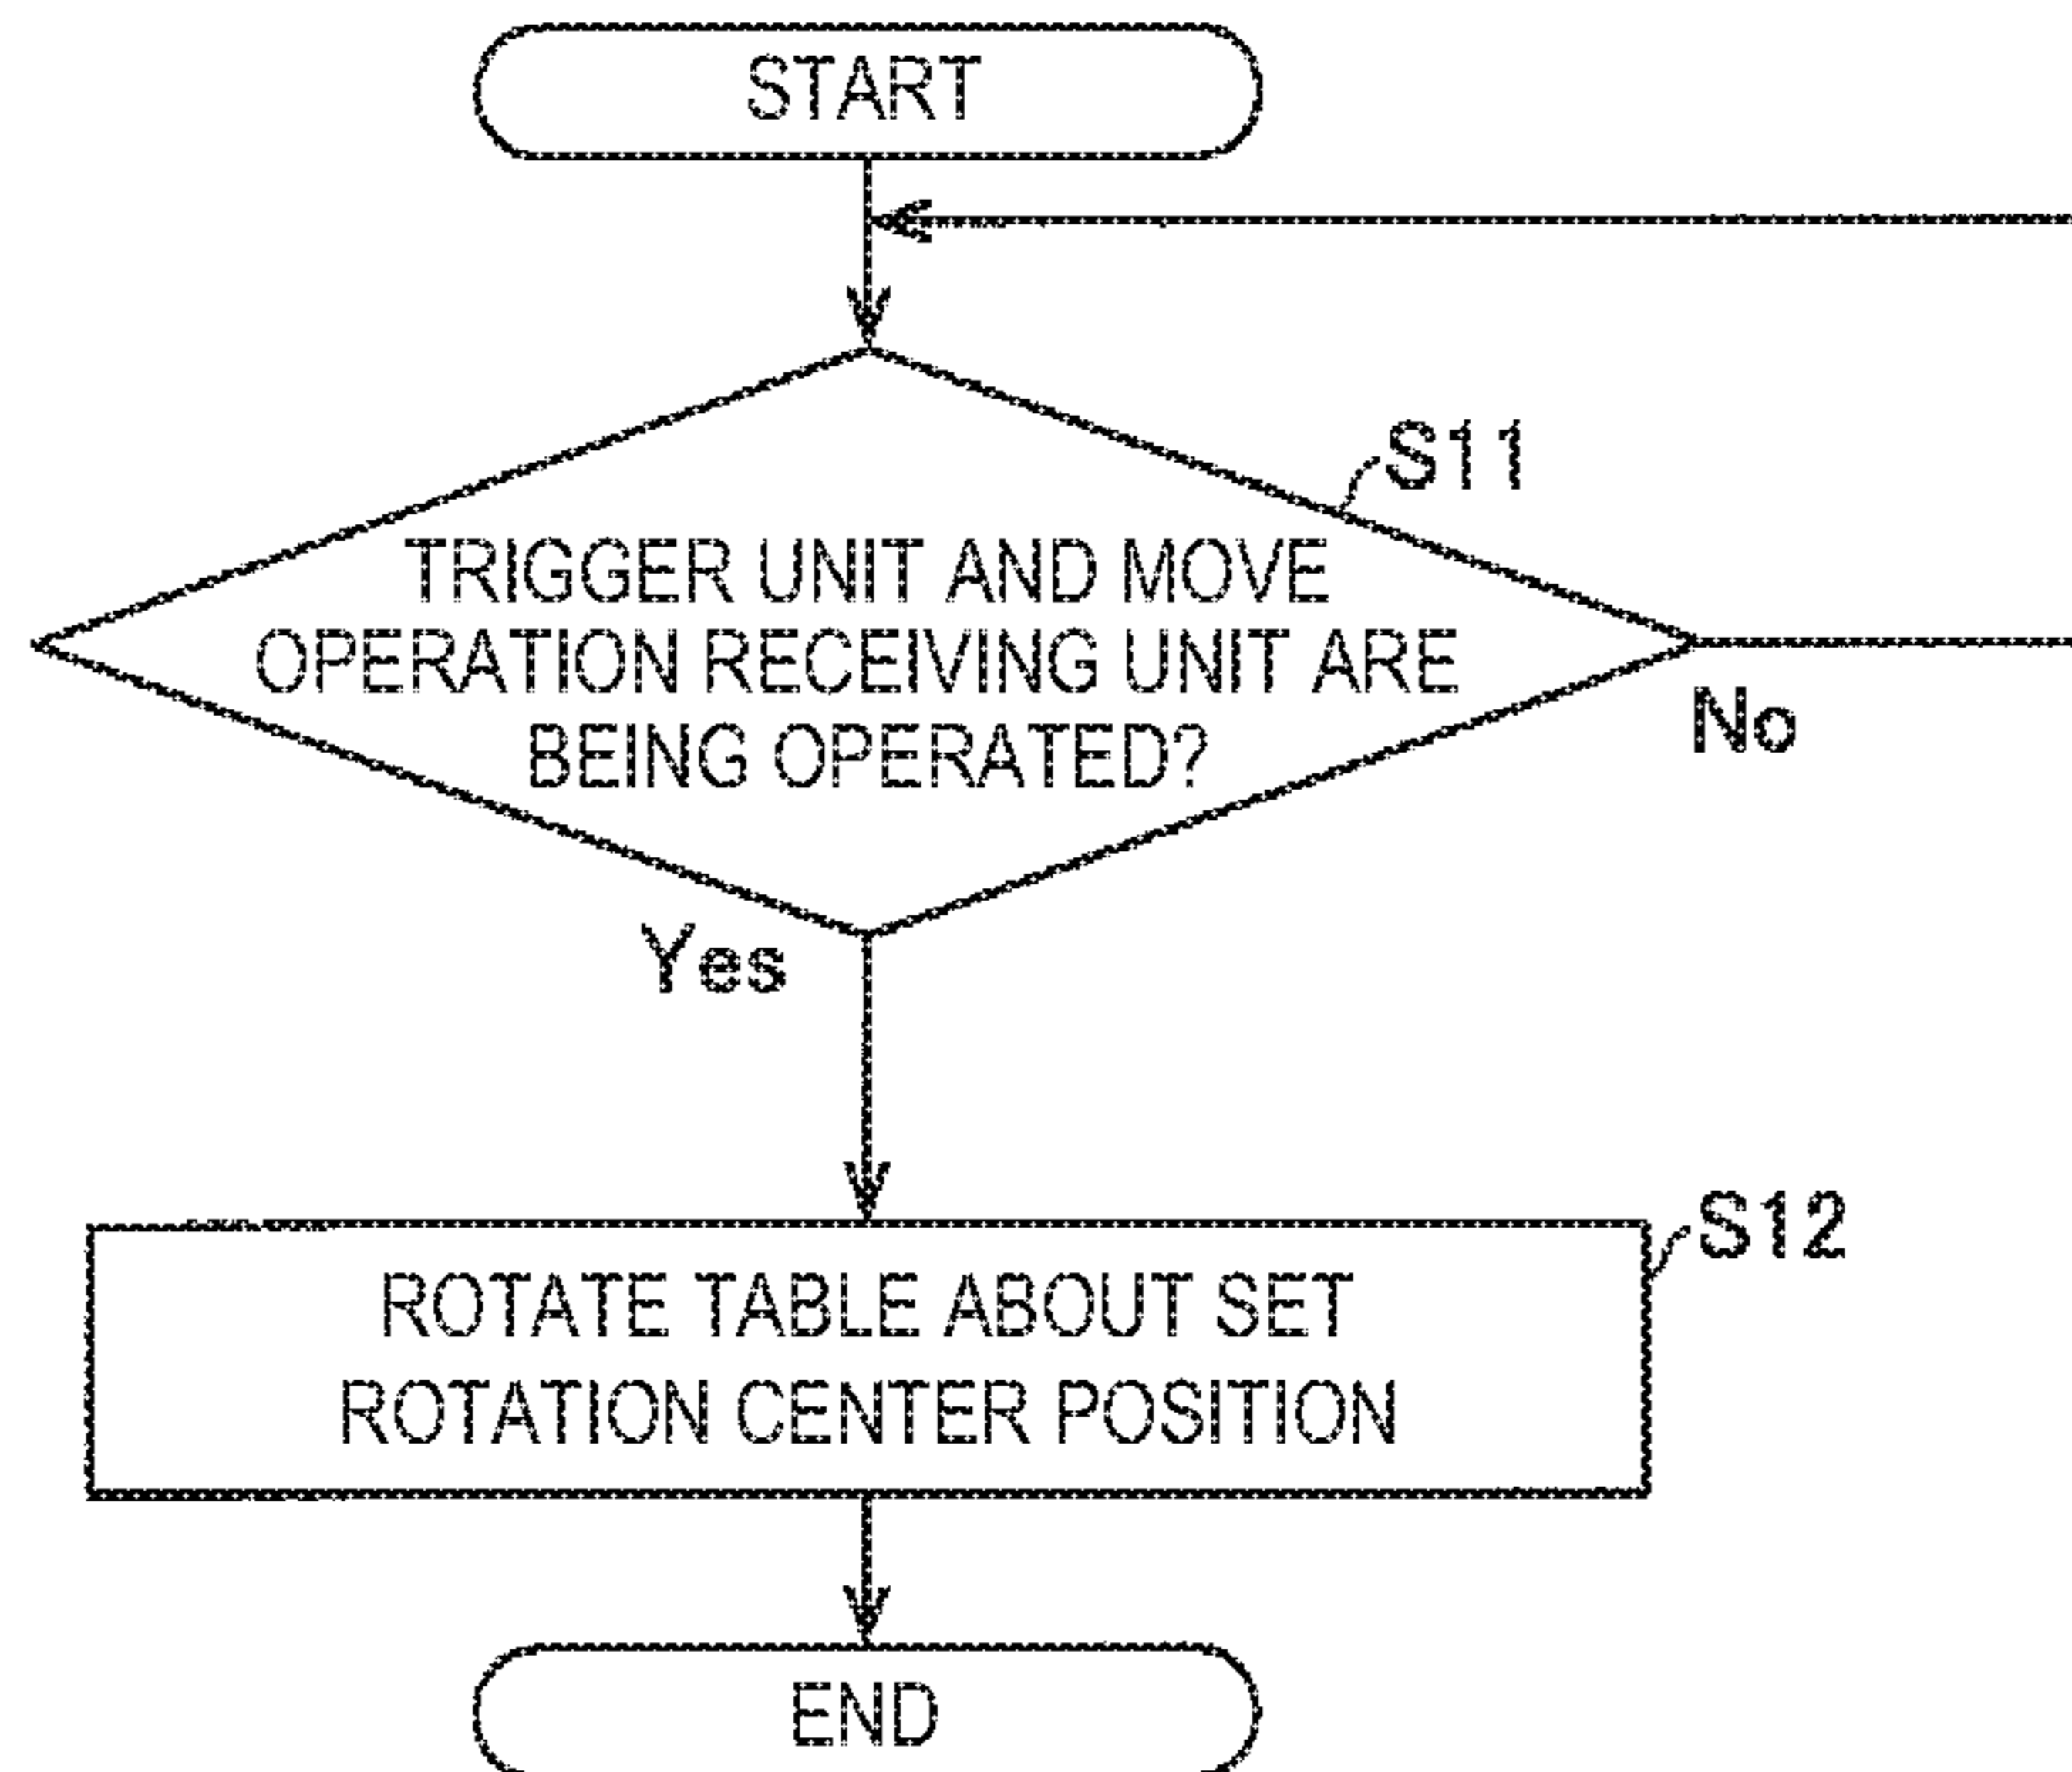 START
S11
TRIGGER UNIT AND MOVE
OPERATION RECEIVING UNIT ARE
BEING OPERATED?
No
Yes
S12
ROTATE TABLE ABOUT SET
ROTATION CENTER POSITION
END